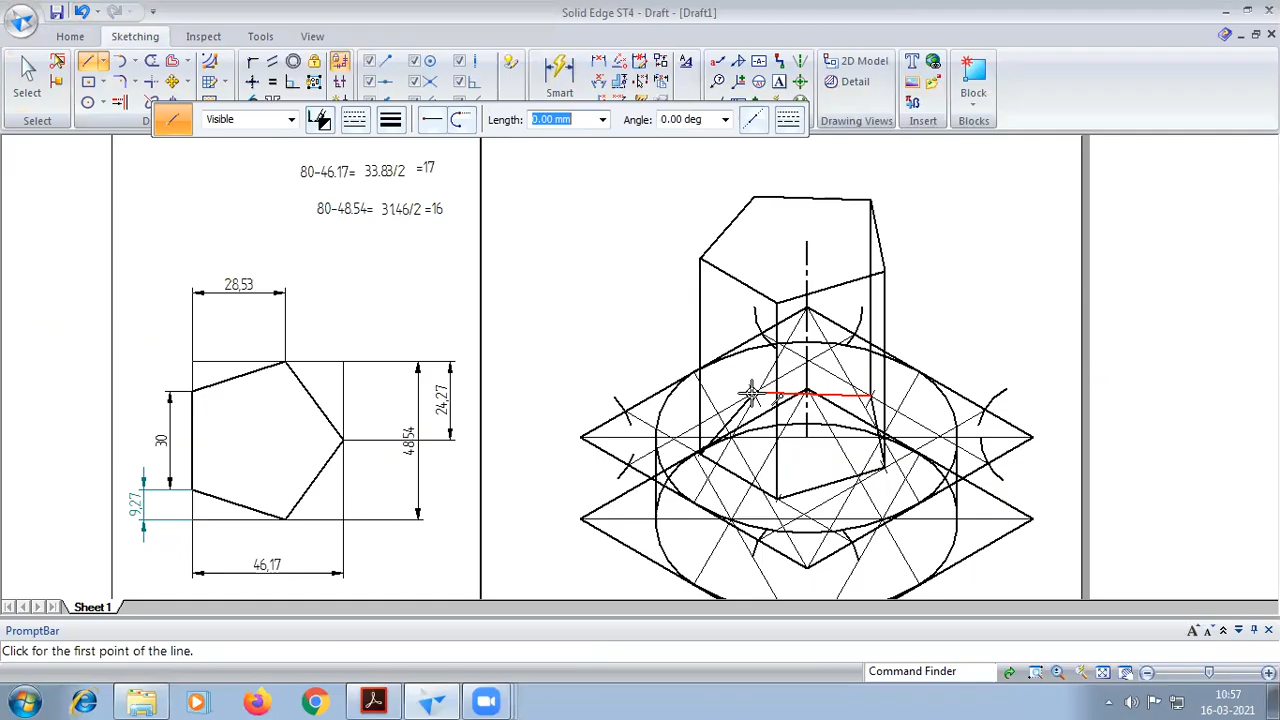 Solid Edge ST4 - Draft - [Draft1]
Home Sketching Inspect Tools View
Select
Smart
2D Model
Detail
Block
Select D Drawing Views Insert Blocks
Visible Length: 0.00 mm Angle: 0.00 deg
80-46.17= 33.83/2 =17
80-48.54= 31.46/2 =16
28,53
30
9,27
46,17
48,54
24,27
Sheet 1
PromptBar
Click for the first point of the line.
Command Finder
10:57
16-03-2021